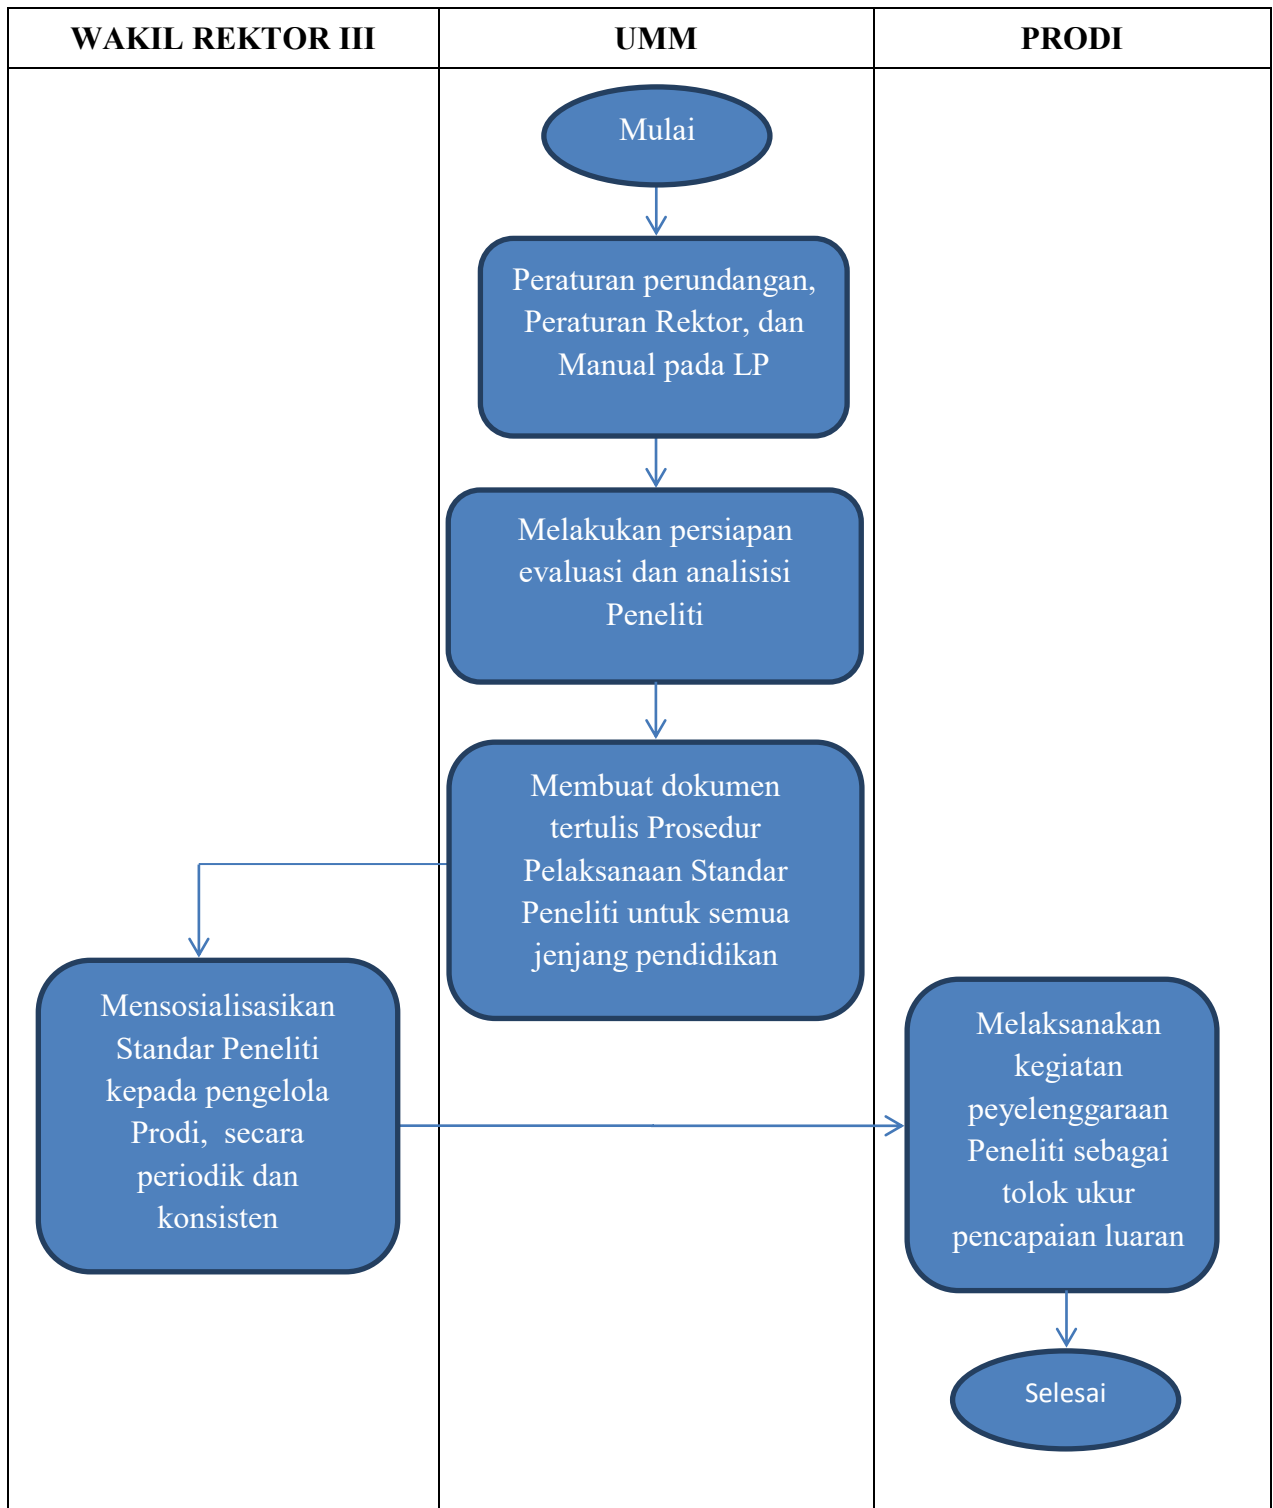 WAKIL REKTOR III
UMM
PRODI
Mulai
Peraturan perundangan,
Peraturan Rektor, dan
Manual pada LP
Melakukan persiapan
evaluasi dan analisisi
Peneliti
Membuat dokumen
tertulis Prosedur
Pelaksanaan Standar
Peneliti untuk semua
jenjang pendidikan
Mensosialisasikan
Standar Peneliti
kepada pengelola
Prodi,  secara
periodik dan
konsisten
Melaksanakan
kegiatan
peyelenggaraan
Peneliti sebagai
tolok ukur
pencapaian luaran
Selesai